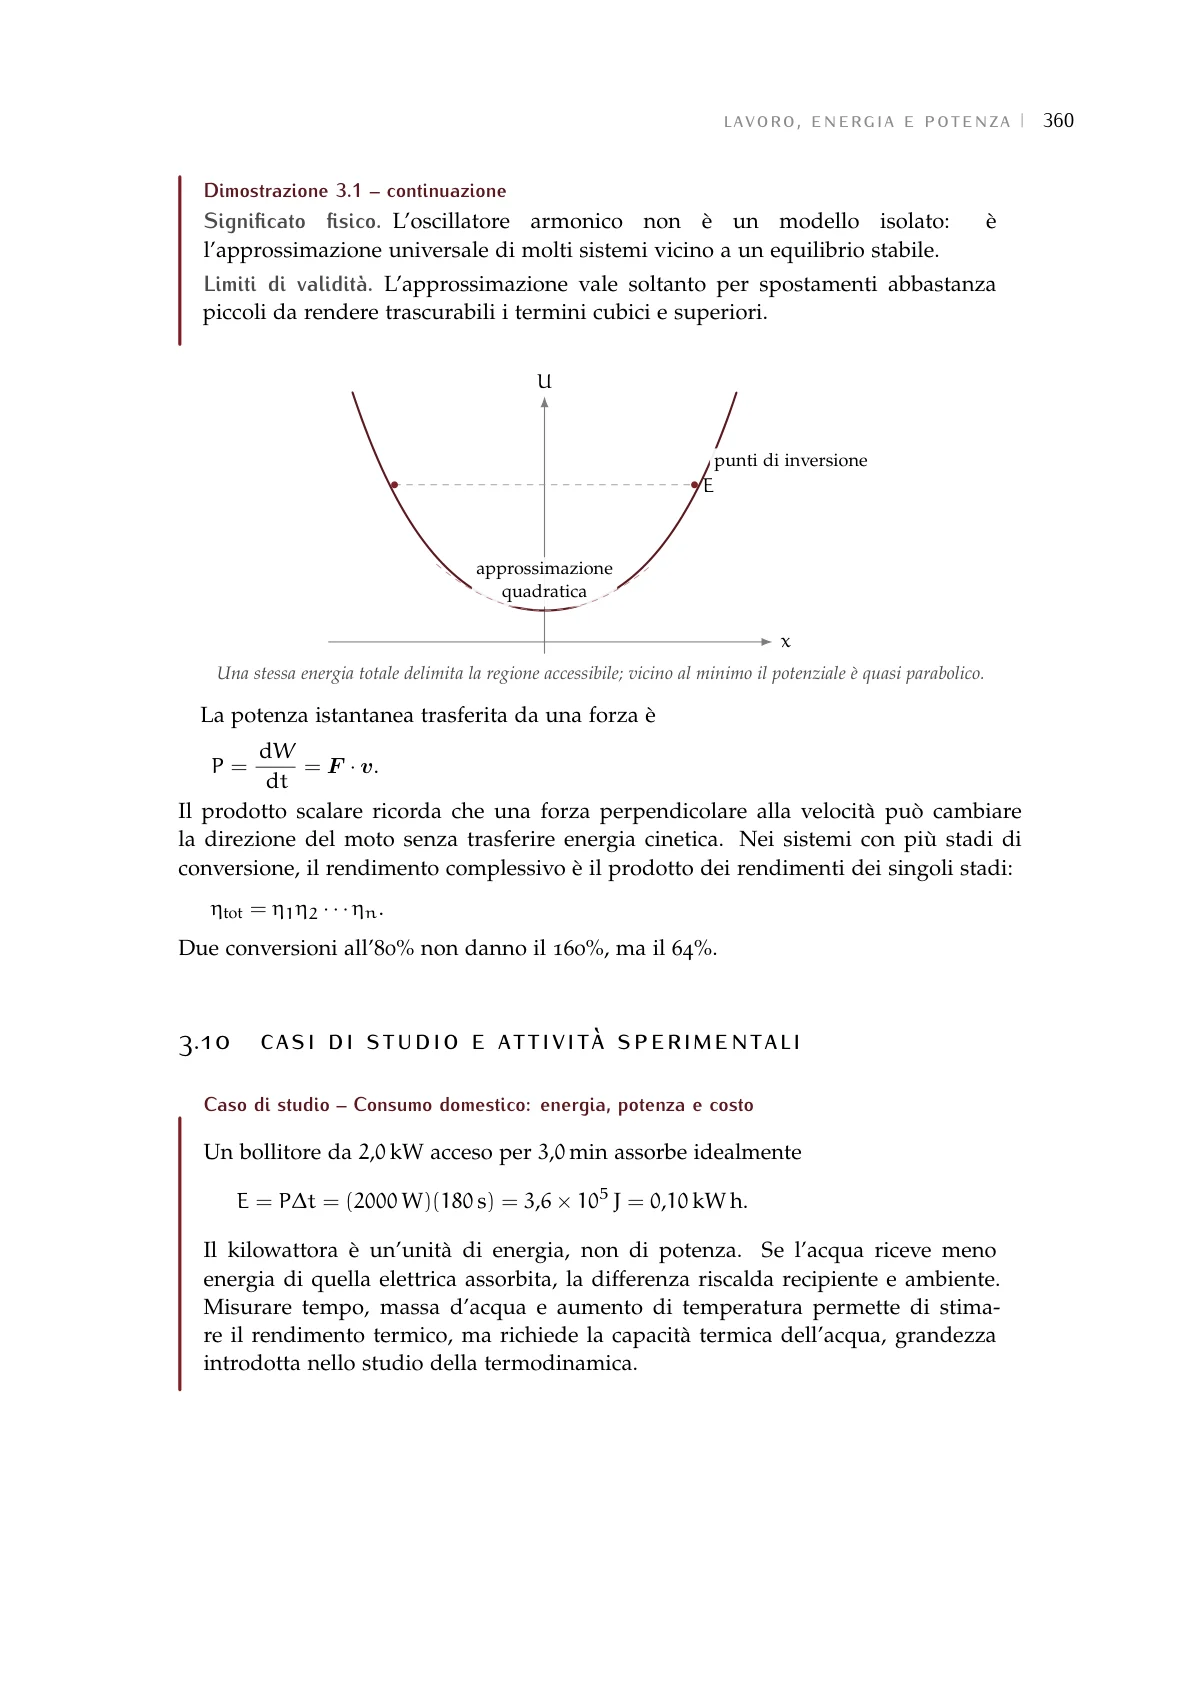 LAVORO, ENERGIA E POTENZA | 360
Dimostrazione 3.1 – continuazione
Significato fisico. L'oscillatore armonico non è un modello isolato: è
l'approssimazione universale di molti sistemi vicino a un equilibrio stabile.
Limiti di validità. L'approssimazione vale soltanto per spostamenti abbastanza
piccoli da rendere trascurabili i termini cubici e superiori.
U
punti di inversione
E
approssimazione
quadratica
x
Una stessa energia totale delimita la regione accessibile; vicino al minimo il potenziale è quasi parabolico.
La potenza istantanea trasferita da una forza è
P = dW/dt = F · v.
Il prodotto scalare ricorda che una forza perpendicolare alla velocità può cambiare
la direzione del moto senza trasferire energia cinetica. Nei sistemi con più stadi di
conversione, il rendimento complessivo è il prodotto dei rendimenti dei singoli stadi:
ηtot = η1η2 ··· ηn.
Due conversioni all'80% non danno il 160%, ma il 64%.
3.10 CASI DI STUDIO E ATTIVITÀ SPERIMENTALI
Caso di studio – Consumo domestico: energia, potenza e costo
Un bollitore da 2,0 kW acceso per 3,0 min assorbe idealmente
E = PΔt = (2000 W)(180 s) = 3,6 × 10⁵ J = 0,10 kW h.
Il kilowattora è un'unità di energia, non di potenza. Se l'acqua riceve meno
energia di quella elettrica assorbita, la differenza riscalda recipiente e ambiente.
Misurare tempo, massa d'acqua e aumento di temperatura permette di stima-
re il rendimento termico, ma richiede la capacità termica dell'acqua, grandezza
introdotta nello studio della termodinamica.